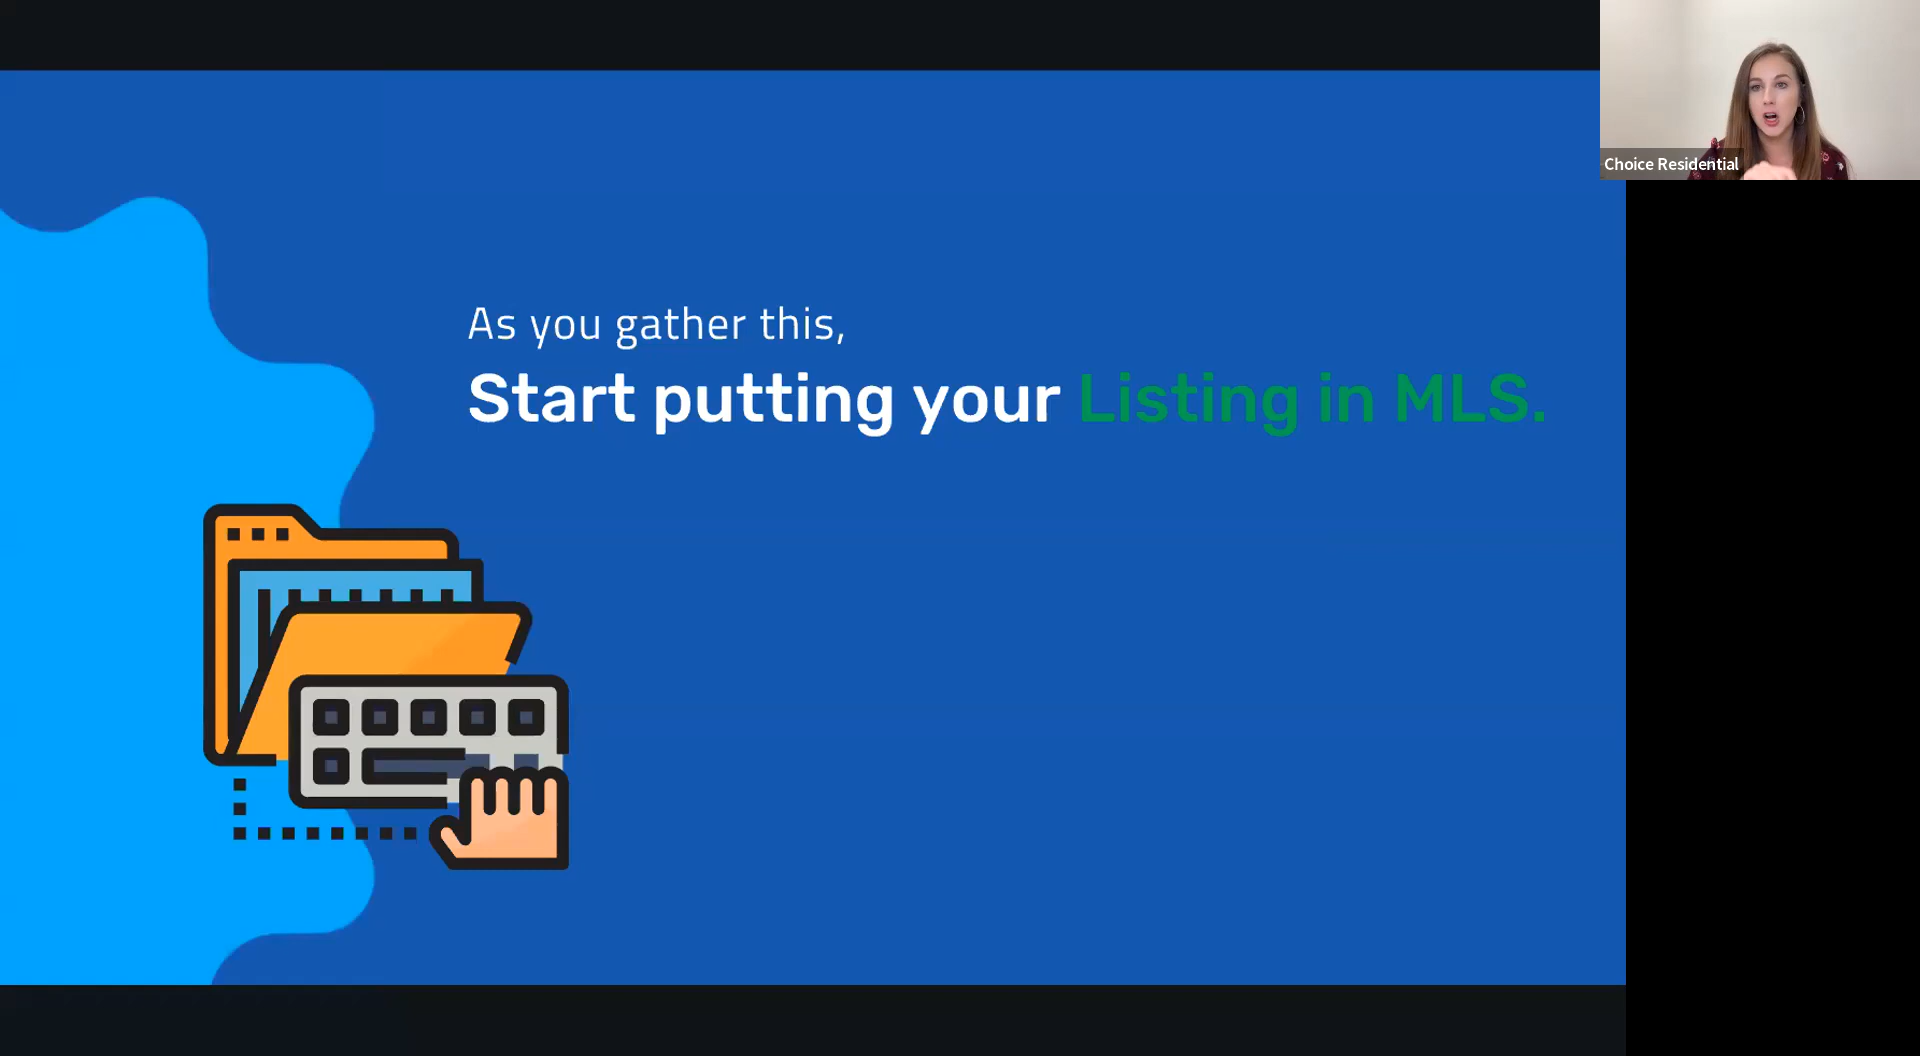 As you gather this,
Start putting your Listing in MLS.
Choice Residential